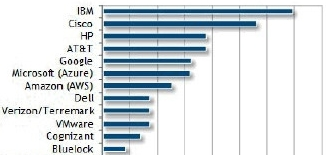 IBM
Cisco
HP
AT&T
Google
Microsoft (Azure)
Amazon (AWS)
Dell
Verizon/Terremark
VMware
Cognizant
Bluelock